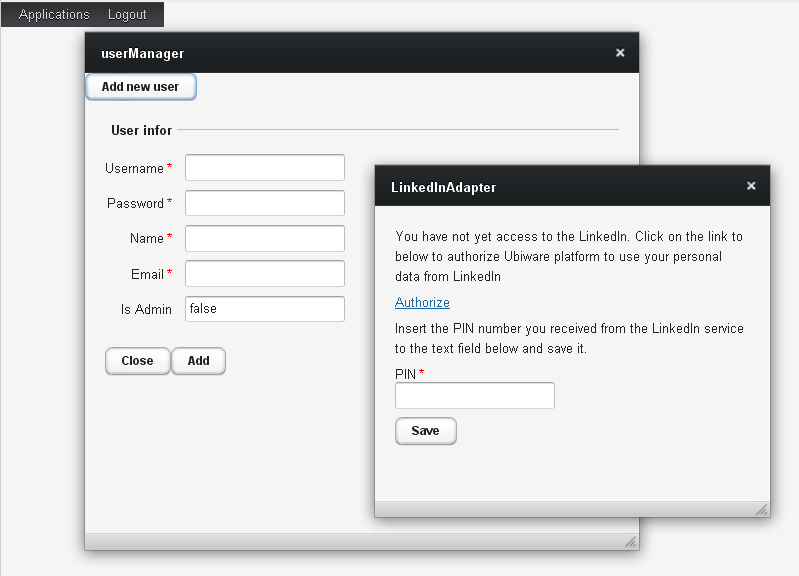 Applications Logout
userManager
Add new user
User infor
Username *
Password *
Name *
Email *
Is Admin false
Close Add
LinkedInAdapter
You have not yet access to the LinkedIn. Click on the link to
below to authorize Ubiware platform to use your personal
data from LinkedIn
Authorize
Insert the PIN number you received from the LinkedIn service
to the text field below and save it.
PIN *
Save